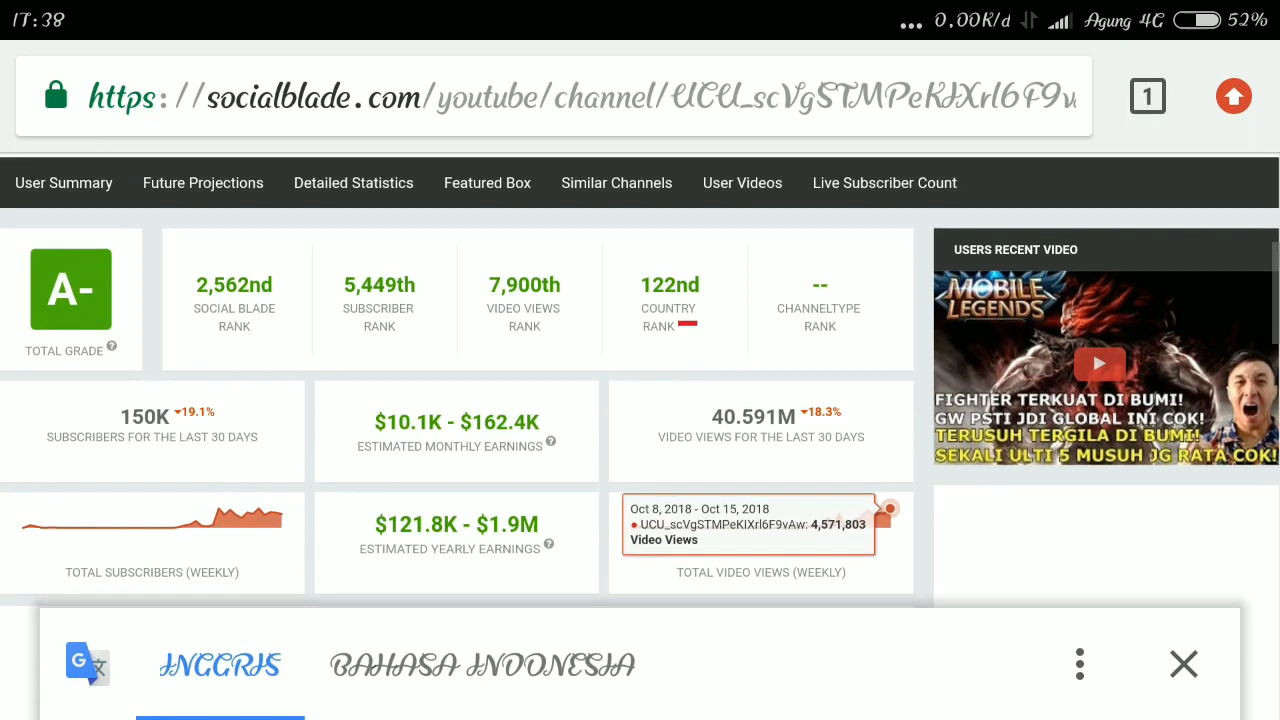 17:38
... 0.00K/d Agung 4G 52%
https://socialblade.com/youtube/channel/UCU_scVgSTMPeKIXrl6F9vA
1
User Summary Future Projections Detailed Statistics Featured Box Similar Channels User Videos Live Subscriber Count
A-
TOTAL GRADE ?
2,562nd
SOCIAL BLADE
RANK
5,449th
SUBSCRIBER
RANK
7,900th
VIDEO VIEWS
RANK
122nd
COUNTRY
RANK
--
CHANNELTYPE
RANK
USERS RECENT VIDEO
MOBILE
LEGENDS
FIGHTER TERKUAT DI BUMI!
GW PSTI JDI GLOBAL INI COK!
TERUSUH TERGILA DI BUMI!
SEKALI ULTI 5 MUSUH JG RATA COK!
150K 19.1%
SUBSCRIBERS FOR THE LAST 30 DAYS
$10.1K - $162.4K
ESTIMATED MONTHLY EARNINGS ?
40.591M 18.3%
VIDEO VIEWS FOR THE LAST 30 DAYS
TOTAL SUBSCRIBERS (WEEKLY)
$121.8K - $1.9M
ESTIMATED YEARLY EARNINGS ?
Oct 8, 2018 - Oct 15, 2018
UCU_scVgSTMPeKIXrl6F9vAw: 4,571,803
Video Views
TOTAL VIDEO VIEWS (WEEKLY)
G 文
INGGRIS BAHASA INDONESIA